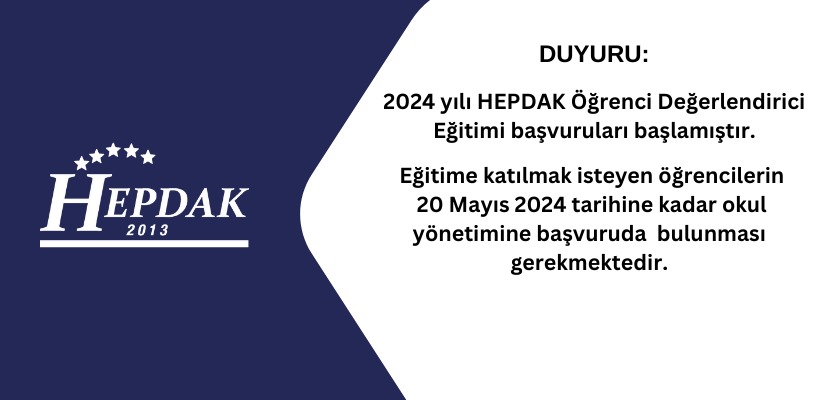 HEPDAK
2013
DUYURU:
2024 yılı HEPDAK Öğrenci Değerlendirici
Eğitimi başvuruları başlamıştır.
Eğitime katılmak isteyen öğrencilerin
20 Mayıs 2024 tarihine kadar okul
yönetimine başvuruda  bulunması
gerekmektedir.